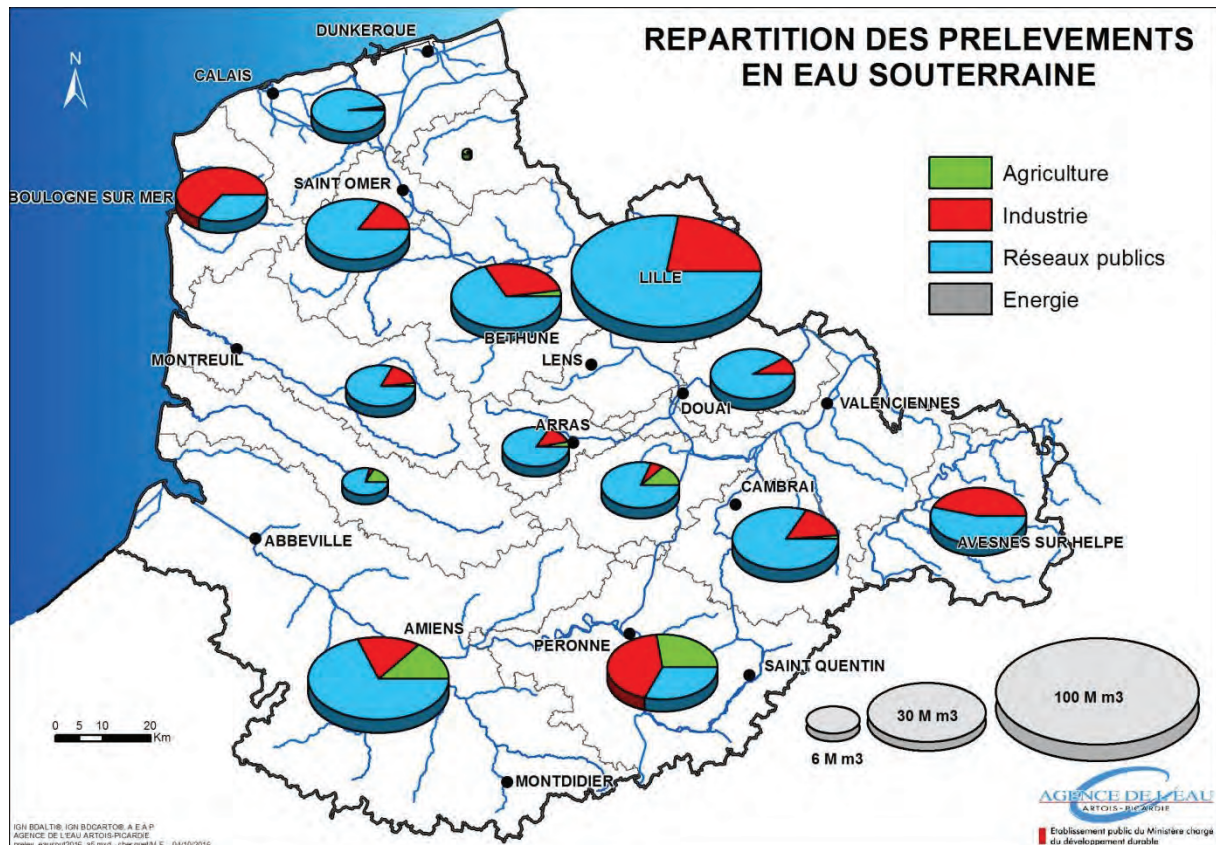 REPARTITION DES PRELEVEMENTS
EN EAU SOUTERRAINE
N
DUNKERQUE
CALAIS
BOULOGNE SUR MER
SAINT OMER
LILLE
BETHUNE
MONTREUIL
LENS
DOUAI
VALENCIENNES
ARRAS
CAMBRAI
AVESNES SUR HELPE
ABBEVILLE
AMIENS
PERONNE
SAINT QUENTIN
MONTDIDIER
Agriculture
Industrie
Réseaux publics
Energie
0 5 10 20
Km
6 M m3
30 M m3
100 M m3
AGENCE DE L'EAU
ARTOIS-PICARDIE
Etablissement public du Ministère chargé
du développement durable
IGN BDALTI®, IGN BDCARTO®, A.E.A.P.
AGENCE DE L'EAU ARTOIS-PICARDIE
04/10/2016